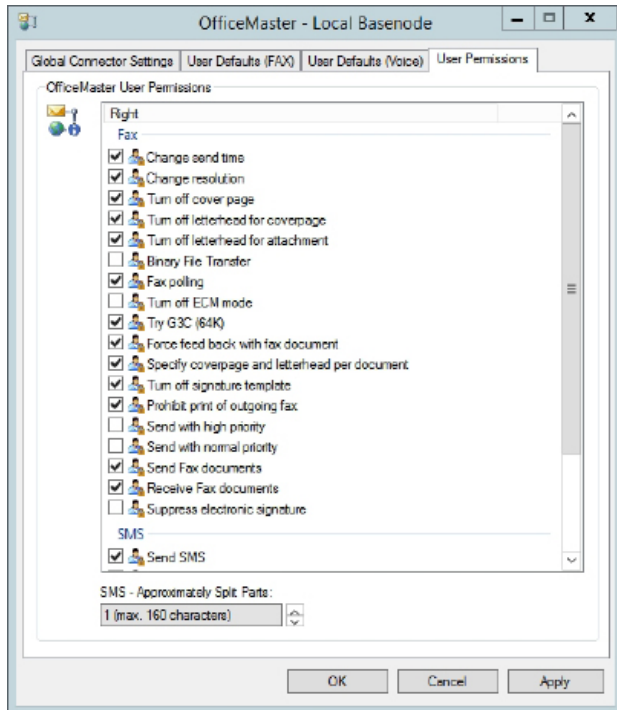 OfficeMaster - Local Basenode
Global Connector Settings
User Defaults (FAX)
User Defaults (Voice)
User Permissions
OfficeMaster User Permissions
Right
Fax
Change send time
Change resolution
Turn off cover page
Turn off letterhead for coverpage
Turn off letterhead for attachment
Binary File Transfer
Fax polling
Turn off ECM mode
Try G3C (64K)
Force feed back with fax document
Specify coverpage and letterhead per document
Turn off signature template
Prohibit print of outgoing fax
Send with high priority
Send with normal priority
Send Fax documents
Receive Fax documents
Suppress electronic signature
SMS
Send SMS
SMS - Approximately Split Parts:
1 (max. 160 characters)
OK
Cancel
Apply